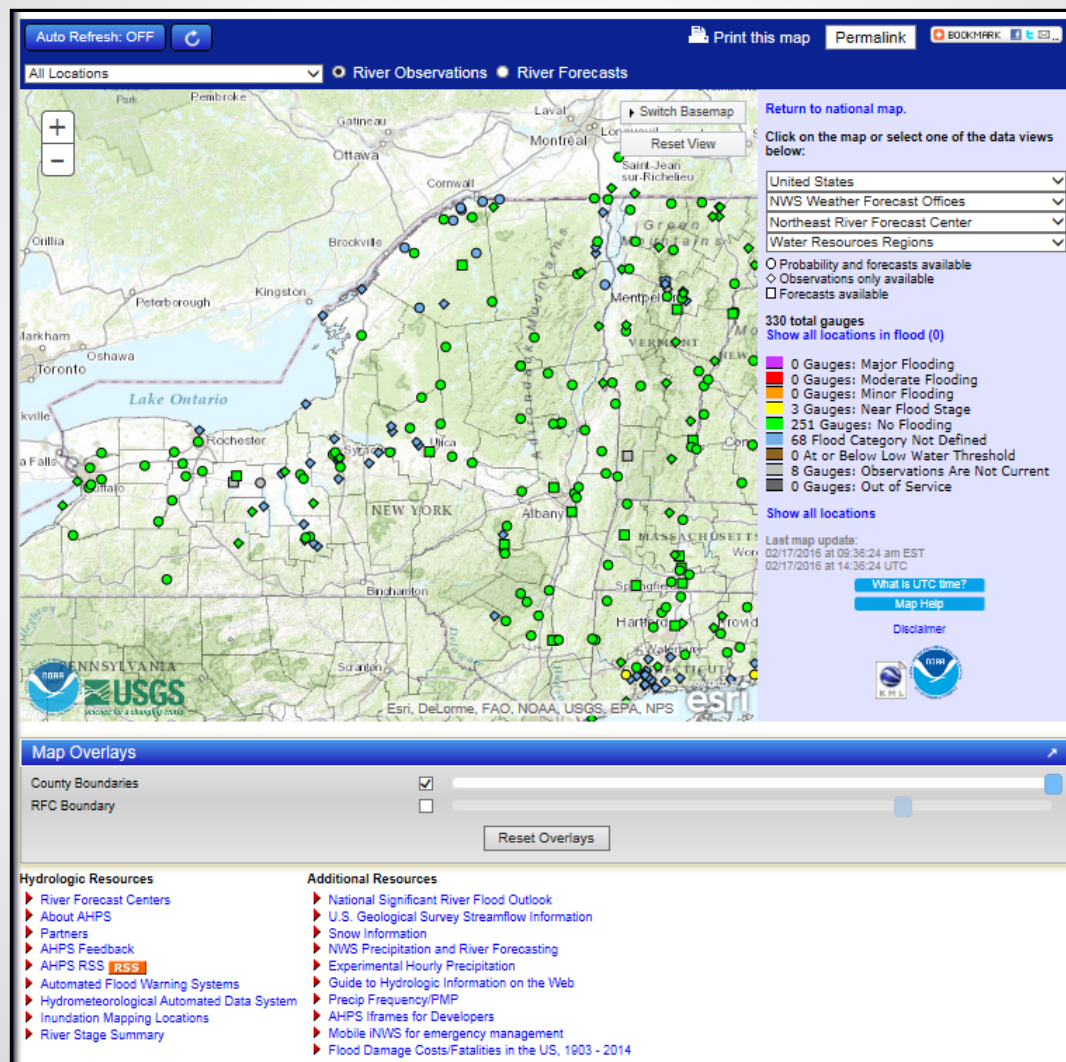 Auto Refresh: OFF
Print this map
Permalink
BOOKMARK
All Locations
River Observations
River Forecasts
Park
Pembroke
Gatineau
Ottawa
Laval
Montréal
Switch Basemap
Reset View
Saint-Jean
sur-Richelieu
Cornwall
Orillia
Brockville
Green
Mountains
Peterborough
Kingston
Montpelier
Markham
Oshawa
Toronto
VERMONT
NEW
Lake Ontario
Rochester
Utica
Syracuse
Buffalo
NEW YORK
Albany
MASSACHUSETTS
Springfield
Binghamton
Hartford
Provid
Waterbury
Scranton
Delaware
PENNSYLVANIA
NOAA
USGS
science for a changing world
Esri, DeLorme, FAO, NOAA, USGS, EPA, NPS
esri
Return to national map.
Click on the map or select one of the data views
below:
United States
NWS Weather Forecast Offices
Northeast River Forecast Center
Water Resources Regions
Probability and forecasts available
Observations only available
Forecasts available
330 total gauges
Show all locations in flood (0)
0 Gauges: Major Flooding
0 Gauges: Moderate Flooding
0 Gauges: Minor Flooding
3 Gauges: Near Flood Stage
251 Gauges: No Flooding
68 Flood Category Not Defined
0 At or Below Low Water Threshold
8 Gauges: Observations Are Not Current
0 Gauges: Out of Service
Show all locations
Last map update:
02/17/2016 at 09:36:24 am EST
02/17/2016 at 14:36:24 UTC
What is UTC time?
Map Help
Disclaimer
KML
NOAA
Map Overlays
County Boundaries
RFC Boundary
Reset Overlays
Hydrologic Resources
River Forecast Centers
About AHPS
Partners
AHPS Feedback
AHPS RSS RSS
Automated Flood Warning Systems
Hydrometeorological Automated Data System
Inundation Mapping Locations
River Stage Summary
Additional Resources
National Significant River Flood Outlook
U.S. Geological Survey Streamflow Information
Snow Information
NWS Precipitation and River Forecasting
Experimental Hourly Precipitation
Guide to Hydrologic Information on the Web
Precip Frequency/PMP
AHPS Iframes for Developers
Mobile iNWS for emergency management
Flood Damage Costs/Fatalities in the US, 1903 - 2014